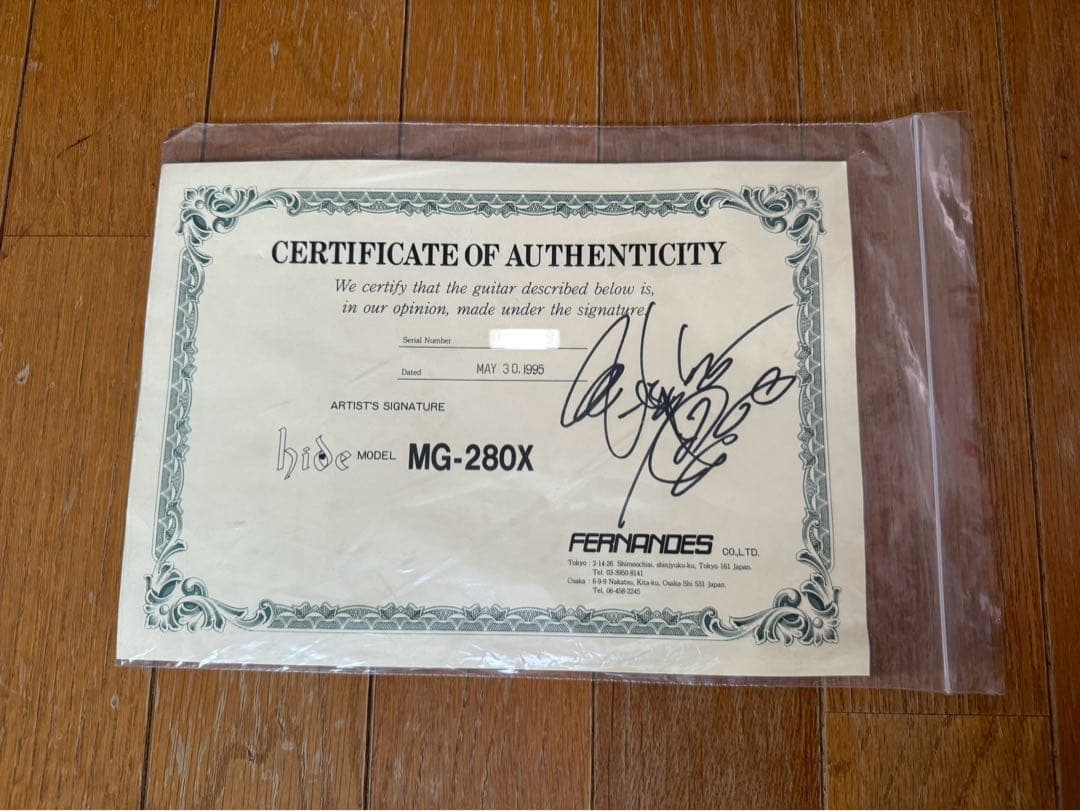 CERTIFICATE OF AUTHENTICITY
We certify that the guitar described below is,
in our opinion, made under the signature.
Serial Number
Dated MAY 30.1995
ARTIST'S SIGNATURE
hide MODEL MG-280X
FERNANDES CO.,LTD.
Tokyo : 2-14-26 Shimoochiai, shinjyuku-ku, Tokyo 161 Japan.
Tel. 03-3950-8141
Osaka : 6-9-9 Nakatsu, Kita-ku, Osaka-Shi 531 Japan.
Tel. 06-458-2245